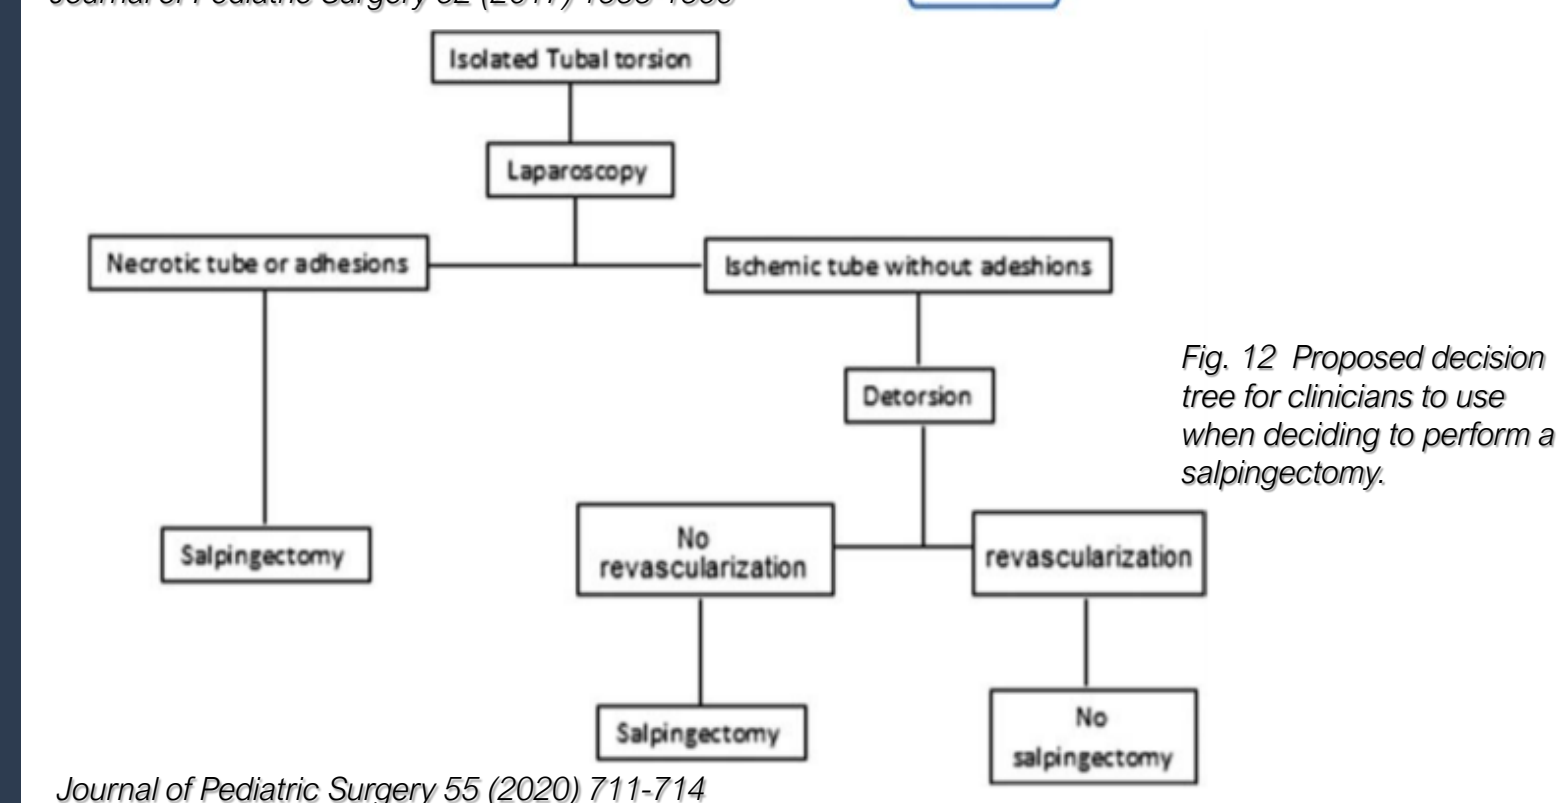 Isolated Tubal torsion
Laparoscopy
Necrotic tube or adhesions
Ischemic tube without adeshions
Detorsion
Fig. 12 Proposed decision
tree for clinicians to use
when deciding to perform a
salpingectomy.
No
revascularization
revascularization
Salpingectomy
Salpingectomy
No
salpingectomy
Journal of Pediatric Surgery 55 (2020) 711-714